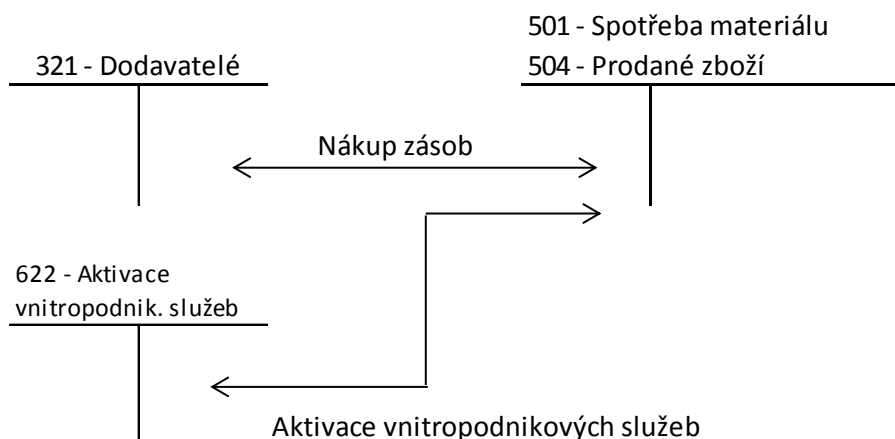 501 - Spotřeba materiálu
321 - Dodavatelé
504 - Prodané zboží
Nákup zásob
622 - Aktivace
vnitropodnik. služeb
Aktivace vnitropodnikových služeb